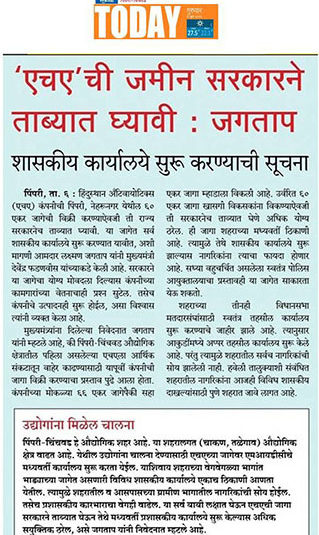 TODAY
'एचए'ची जमीन सरकारने
ताब्यात घ्यावी : जगताप
शासकीय कार्यालये सुरू करण्याची सूचना
पिंपरी, ता. ६ : हिंदुस्थान अँटिबायोटिक्स
(एचए) कंपनीची पिंपरी, नेहरूनगर येथील ६०
एकर जागेची विक्री करण्याऐवजी ती राज्य
सरकारनेच ताब्यात घ्यावी. या जागेत सर्व
शासकीय कार्यालये सुरू करण्यात यावीत, अशी
मागणी आमदार लक्ष्मण जगताप यांनी मुख्यमंत्री
देवेंद्र फडणवीस यांच्याकडे केली आहे. सरकारने
या जागेचा योग्य मोबदला दिल्यास कंपनीच्या
कामगारांच्या वेतनाचाही प्रश्न सुटेल. तसेच
कंपनीचे उत्पादनही सुरू होईल, असा विश्वास
त्यांनी व्यक्त केला आहे.
मुख्यमंत्र्यांना दिलेल्या निवेदनात जगताप
यांनी म्हटले आहे, की पिंपरी-चिंचवड औद्योगिक
क्षेत्रातील पहिला असलेल्या एचएला आर्थिक
संकटातून बाहेर काढण्यासाठी यापूर्वी कंपनीची
जागा विक्री करण्याचा प्रस्ताव पुढे आला होता.
कंपनीच्या मोकळ्या ६६ एकर जागेपैकी सहा
एकर जागा म्हाडाला विकली आहे. उर्वरित ६०
एकर जागा खासगी विकसकांना विकण्याऐवजी
ती सरकारनेच ताब्यात घेणे अधिक योग्य
ठरेल. ही जागा शहराच्या मध्यवर्ती ठिकाणी
आहे. त्यामुळे तेथे शासकीय कार्यालये सुरू
झाल्यास नागरिकांना त्याचा फायदा होणार
आहे. सध्या बहुचर्चित असलेला स्वतंत्र पोलिस
आयुक्तालयाचा प्रस्तावही या जागेत साकारता
येऊ शकतो.
शहराच्या तीनही विधानसभा
मतदारसंघांसाठी स्वतंत्र तहसील कार्यालय
सुरू करण्याचे जाहीर झाले आहे. त्यानुसार
आकुर्डीमध्ये अप्पर तहसील कार्यालय सुरू केले
आहे. परंतु त्यामुळे शहरातील सर्वच नागरिकांची
सोय झालेली नाही. हवेली तालुक्याशी संबंधित
शहरातील नागरिकांना आजही विविध शासकीय
दाखल्यांसाठी पुणे शहरात जावे लागत आहे.
उद्योगांना मिळेल चालना
पिंपरी-चिंचवड हे औद्योगिक शहर आहे. या शहरालगत (चाकण, तळेगाव) औद्योगिक
क्षेत्र वाढत आहे. येथील उद्योगांना चालना देण्यासाठी एचएच्या जागेवर एमआयडीसीचे
मध्यवर्ती कार्यालय सुरू करता येईल. याशिवाय शहराच्या वेगवेगळ्या भागांत
भाड्याच्या जागेत असणारी विविध शासकीय कार्यालये एकाच ठिकाणी आणता
येतील. त्यामुळे शहरातील व आसपासच्या ग्रामीण भागातील नागरिकांची सोय होईल.
तसेच प्रशासकीय कारभाराचा वेगही वाढेल. या सर्व बाबी लक्षात घेऊन एचएची जागा
सरकारने ताब्यात घेऊन तेथे मध्यवर्ती प्रशासकीय कार्यालये सुरू केल्यास अधिक
सयुक्तिक ठरेल, असे जगताप यांनी निवेदनात म्हटले आहे.